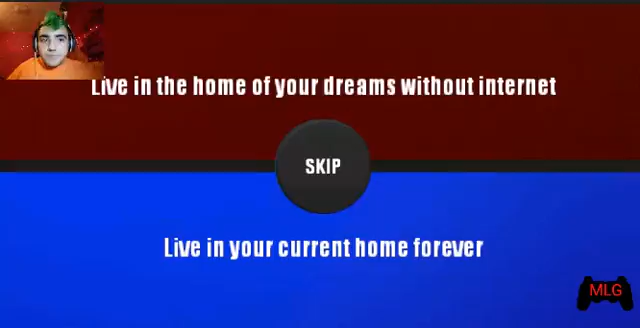 Live in the home of your dreams without internet
SKIP
Live in your current home forever
MLG